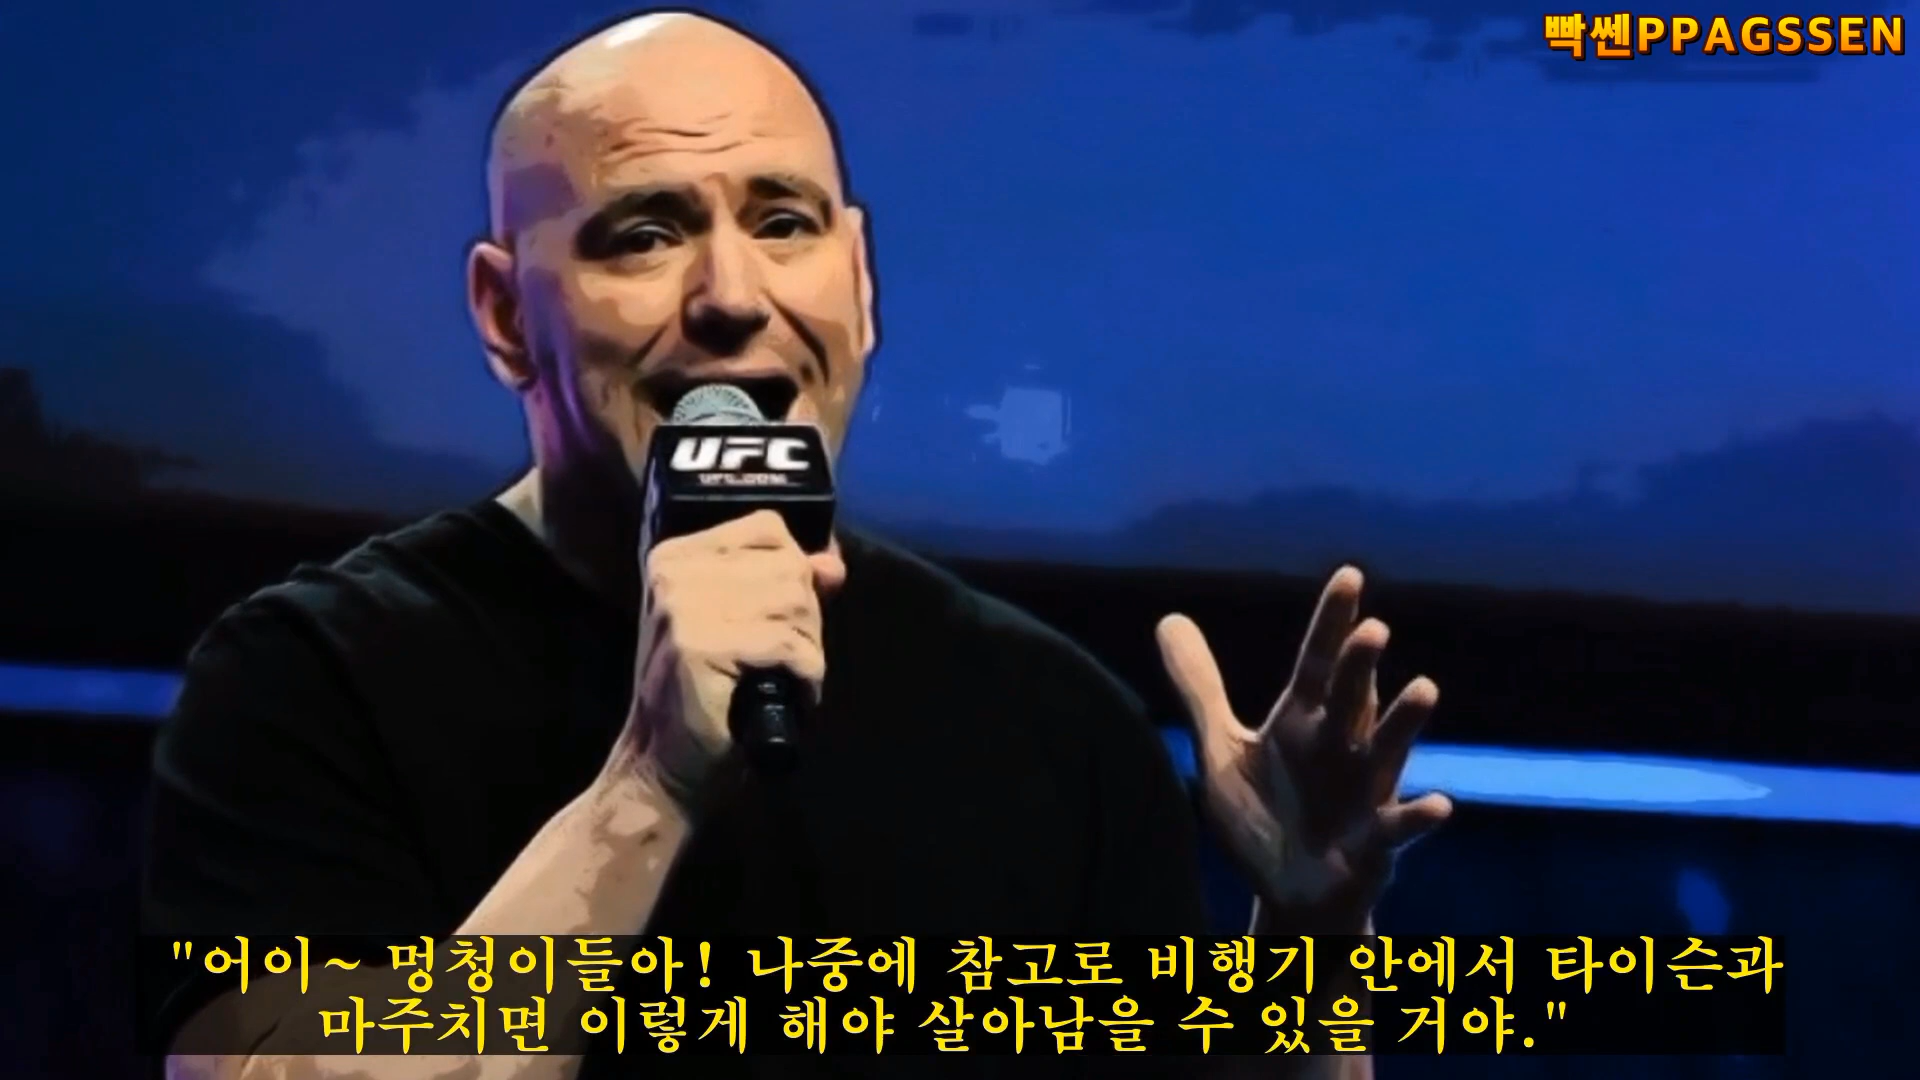 빡쎈PPAGSSEN
UFC
"어이~ 멍청이들아! 나중에 참고로 비행기 안에서 타이슨과
마주치면 이렇게 해야 살아남을 수 있을 거야."